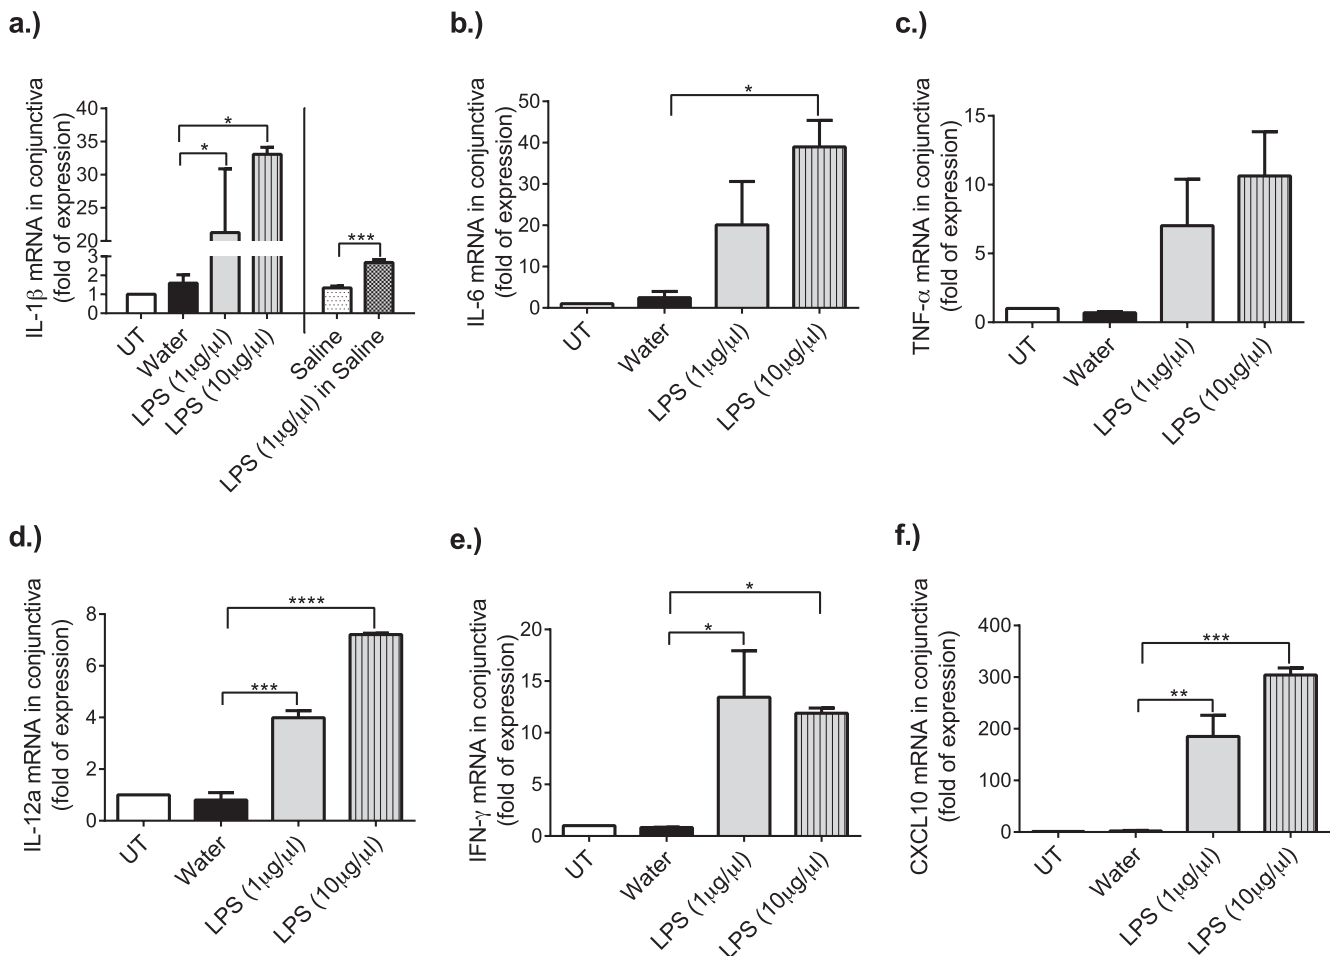 a.)
IL-1β mRNA in conjunctiva
(fold of expression)
40
35
30
25
20
3
2
1
0
*
*
***
UT
Water
LPS (1μg/μl)
LPS (10μg/μl)
Saline
LPS (1μg/μl) in Saline
b.)
IL-6 mRNA in conjunctiva
(fold of expression)
50
40
30
20
10
0
*
UT
Water
LPS (1μg/μl)
LPS (10μg/μl)
c.)
TNF-α mRNA in conjunctiva
(fold of expression)
15
10
5
0
UT
Water
LPS (1μg/μl)
LPS (10μg/μl)
d.)
IL-12a mRNA in conjunctiva
(fold of expression)
8
6
4
2
0
****
***
UT
Water
LPS (1μg/μl)
LPS (10μg/μl)
e.)
IFN-γ mRNA in conjunctiva
(fold of expression)
20
15
10
5
0
*
*
UT
Water
LPS (1μg/μl)
LPS (10μg/μl)
f.)
CXCL10 mRNA in conjunctiva
(fold of expression)
400
300
200
100
0
***
**
UT
Water
LPS (1μg/μl)
LPS (10μg/μl)